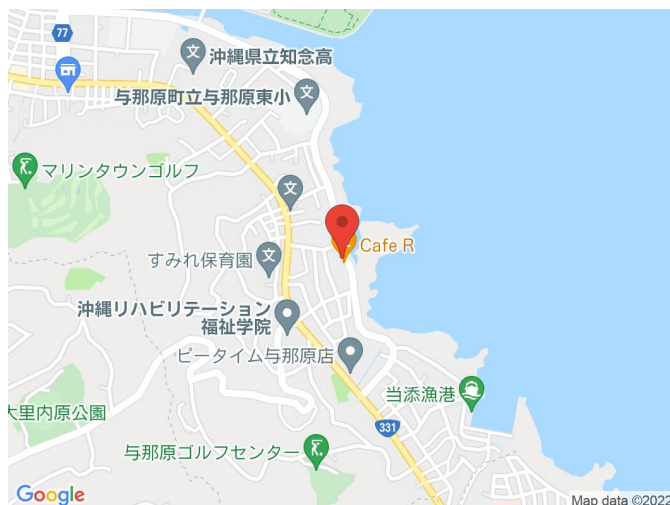 77
沖縄県立知念高
与那原町立与那原東小
マリンタウンゴルフ
Cafe R
すみれ保育園
沖縄リハビリテーション
福祉学院
ピータイム与那原店
当添漁港
大里内原公園
331
与那原ゴルフセンター
Google
Map data ©2022